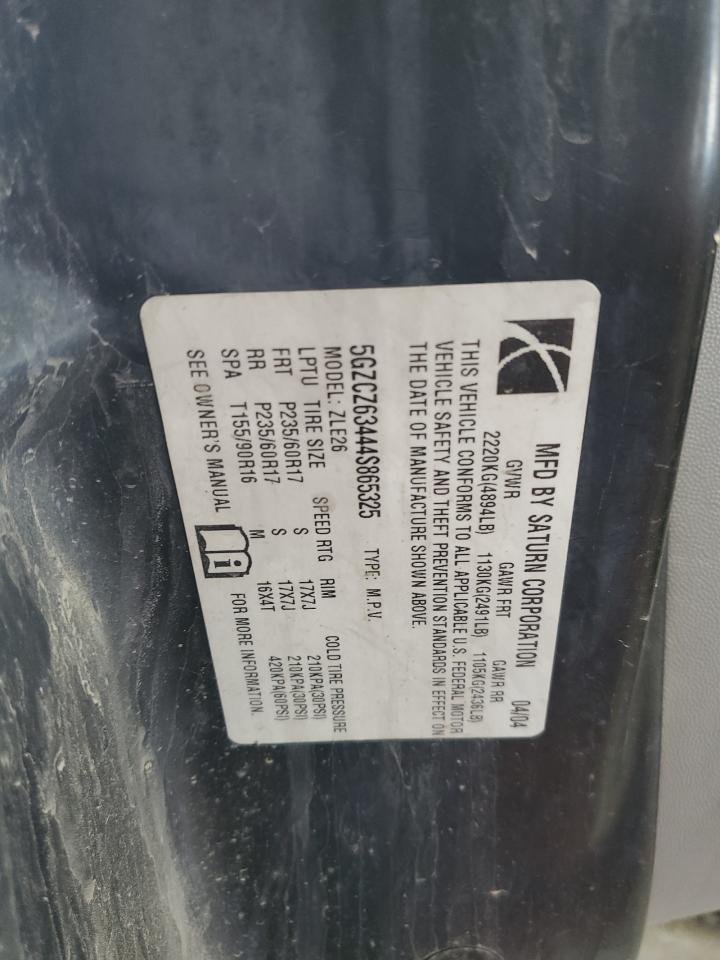 MFD BY SATURN CORPORATION 04/04
GVWR GAWR FRT GAWR RR
2220KG(4894LB) 1130KG(2491LB) 1105KG(2436LB)
THIS VEHICLE CONFORMS TO ALL APPLICABLE U.S. FEDERAL MOTOR
VEHICLE SAFETY AND THEFT PREVENTION STANDARDS IN EFFECT ON
THE DATE OF MANUFACTURE SHOWN ABOVE.
5GZCZ63444S865325 TYPE: M.P.V.
MODEL: ZLE26
LPTU TIRE SIZE SPEED RTG RIM COLD TIRE PRESSURE
FRT P235/60R17 S 17X7J 210KPA(30PSI)
RR P235/60R17 S 17X7J 210KPA(30PSI)
SPA T155/90R16 M 16X4T 420KPA(60PSI)
SEE OWNER'S MANUAL i FOR MORE INFORMATION.